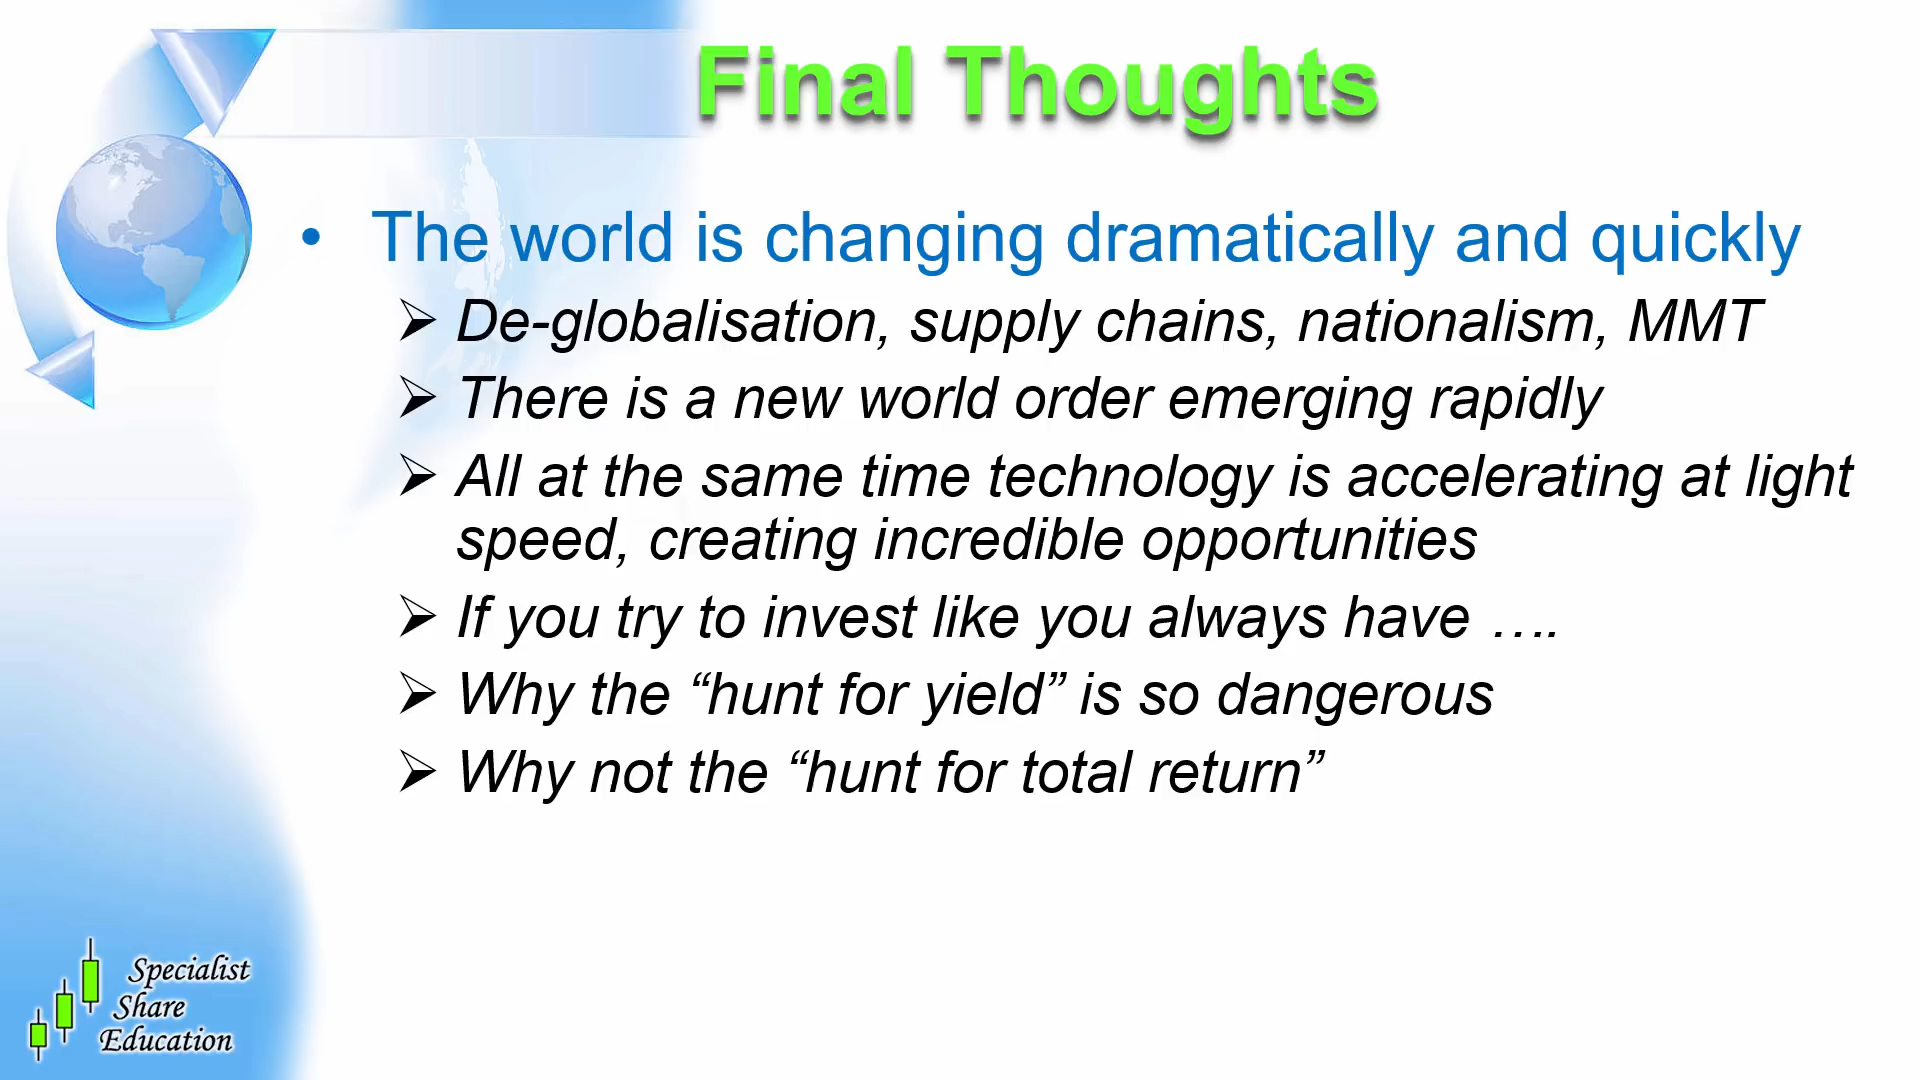 Final Thoughts
• The world is changing dramatically and quickly
➢ De-globalisation, supply chains, nationalism, MMT
➢ There is a new world order emerging rapidly
➢ All at the same time technology is accelerating at light
speed, creating incredible opportunities
➢ If you try to invest like you always have ….
➢ Why the “hunt for yield” is so dangerous
➢ Why not the “hunt for total return”
Specialist
Share
Education